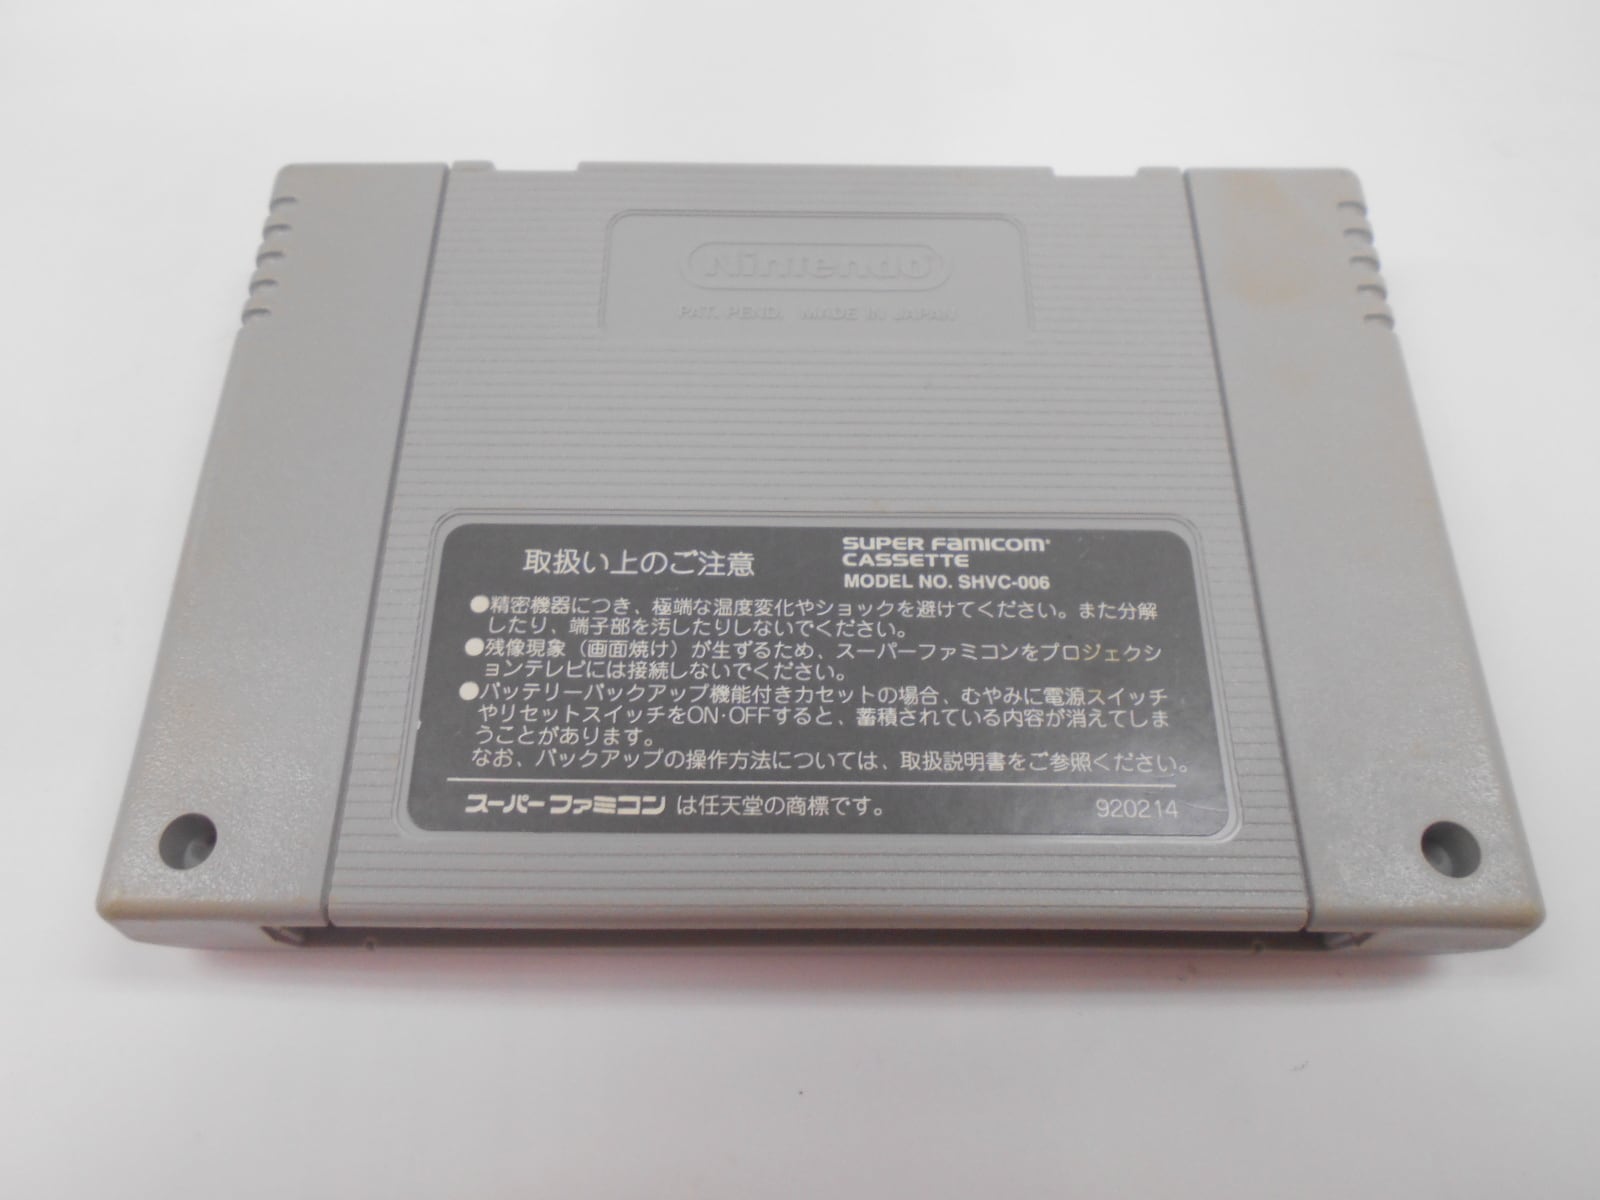 Nintendo
PAT. PEND. MADE IN JAPAN
取扱い上のご注意
SUPER FAMICOM
CASSETTE
MODEL NO. SHVC-006
●精密機器につき、極端な温度変化やショックを避けてください。また分解
したり、端子部を汚したりしないでください。
●残像現象（画面焼け）が生ずるため、スーパーファミコンをプロジェクシ
ョンテレビには接続しないでください。
●バッテリーバックアップ機能付きカセットの場合、むやみに電源スイッチ
やリセットスイッチをON・OFFすると、蓄積されている内容が消えてしま
うことがあります。
なお、バックアップの操作方法については、取扱説明書をご参照ください。
スーパーファミコン は任天堂の商標です。
920214